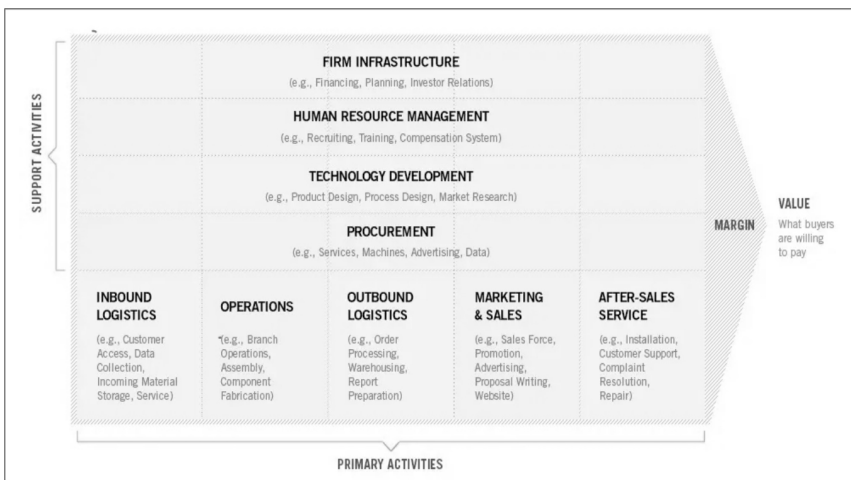 SUPPORT ACTIVITIES
FIRM INFRASTRUCTURE
(e.g., Financing, Planning, Investor Relations)
HUMAN RESOURCE MANAGEMENT
(e.g., Recruiting, Training, Compensation System)
TECHNOLOGY DEVELOPMENT
(e.g., Product Design, Process Design, Market Research)
PROCUREMENT
(e.g., Services, Machines, Advertising, Data)
INBOUND
LOGISTICS
(e.g., Customer
Access, Data
Collection,
Incoming Material
Storage, Service)
OPERATIONS
(e.g., Branch
Operations,
Assembly,
Component
Fabrication)
OUTBOUND
LOGISTICS
(e.g., Order
Processing,
Warehousing,
Report
Preparation)
MARKETING
& SALES
(e.g., Sales Force,
Promotion,
Advertising,
Proposal Writing,
Website)
AFTER-SALES
SERVICE
(e.g., Installation,
Customer Support,
Complaint
Resolution,
Repair)
MARGIN
VALUE
What buyers
are willing
to pay
PRIMARY ACTIVITIES